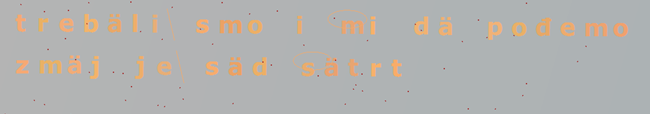 trebäli smo i mi dä podemo
zmäj je säd sätrt